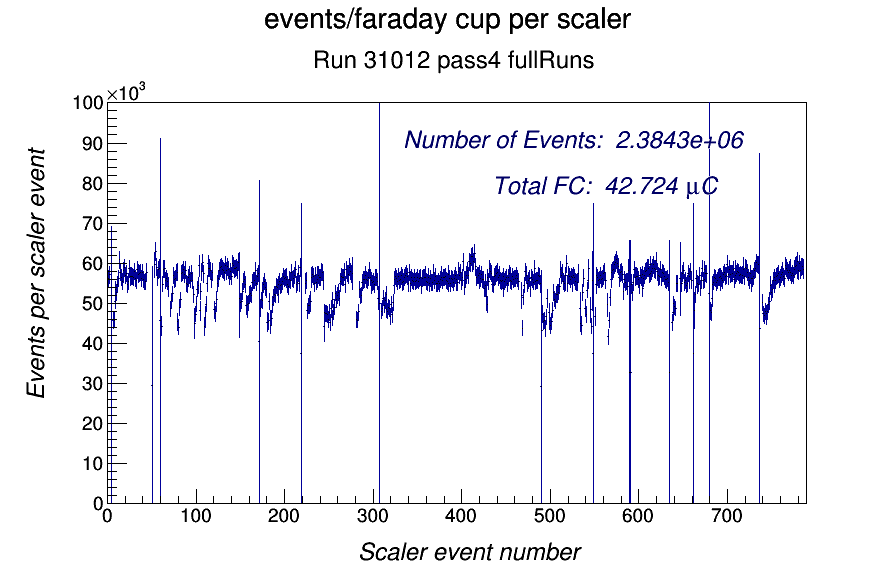 events/faraday cup per scaler
Run 31012 pass4 fullRuns
×10³
100
90
80
70
60
50
40
30
20
10
0
Events per scaler event
Number of Events: 2.3843e+06
Total FC: 42.724 μC
0 100 200 300 400 500 600 700
Scaler event number